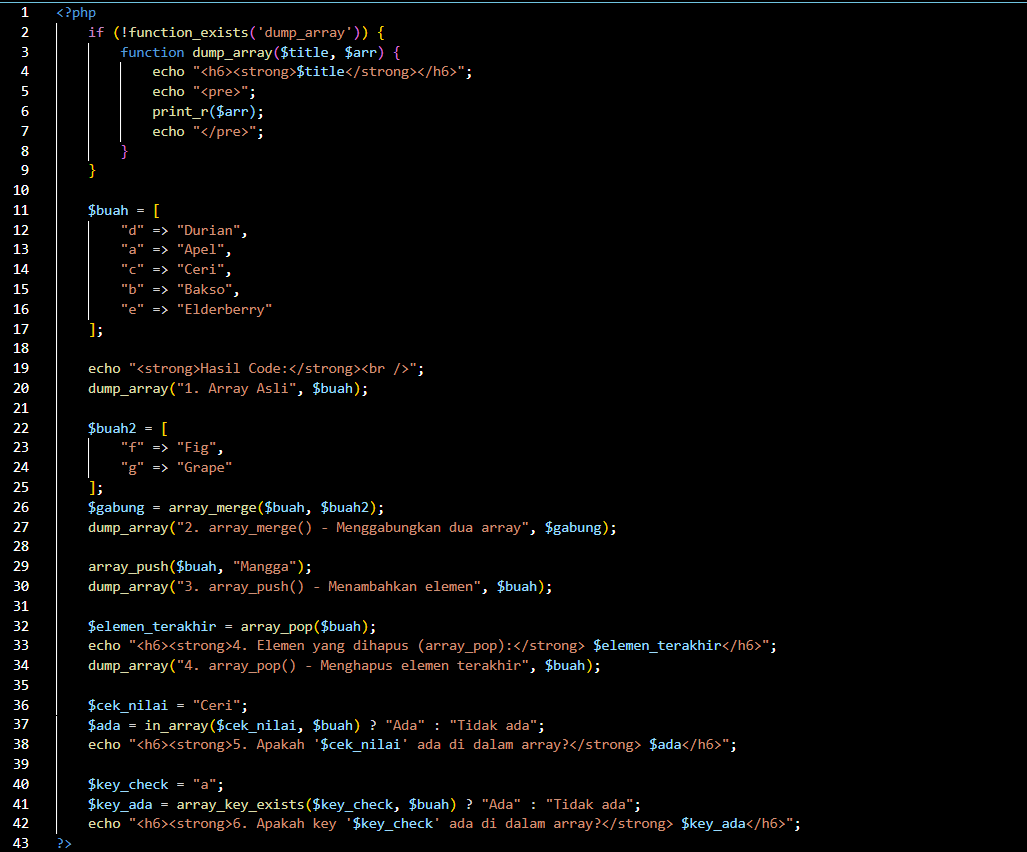 1 <?php
2 if (!function_exists('dump_array')) {
3 function dump_array($title, $arr) {
4 echo "<h6><strong>$title</strong></h6>";
5 echo "<pre>";
6 print_r($arr);
7 echo "</pre>";
8 }
9 }
10
11 $buah = [
12 "d" => "Durian",
13 "a" => "Apel",
14 "c" => "Ceri",
15 "b" => "Bakso",
16 "e" => "Elderberry"
17 ];
18
19 echo "<strong>Hasil Code:</strong><br />";
20 dump_array("1. Array Asli", $buah);
21
22 $buah2 = [
23 "f" => "Fig",
24 "g" => "Grape"
25 ];
26 $gabung = array_merge($buah, $buah2);
27 dump_array("2. array_merge() - Menggabungkan dua array", $gabung);
28
29 array_push($buah, "Mangga");
30 dump_array("3. array_push() - Menambahkan elemen", $buah);
31
32 $elemen_terakhir = array_pop($buah);
33 echo "<h6><strong>4. Elemen yang dihapus (array_pop):</strong> $elemen_terakhir</h6>";
34 dump_array("4. array_pop() - Menghapus elemen terakhir", $buah);
35
36 $cek_nilai = "Ceri";
37 $ada = in_array($cek_nilai, $buah) ? "Ada" : "Tidak ada";
38 echo "<h6><strong>5. Apakah '$cek_nilai' ada di dalam array?</strong> $ada</h6>";
39
40 $key_check = "a";
41 $key_ada = array_key_exists($key_check, $buah) ? "Ada" : "Tidak ada";
42 echo "<h6><strong>6. Apakah key '$key_check' ada di dalam array?</strong> $key_ada</h6>";
43 ?>